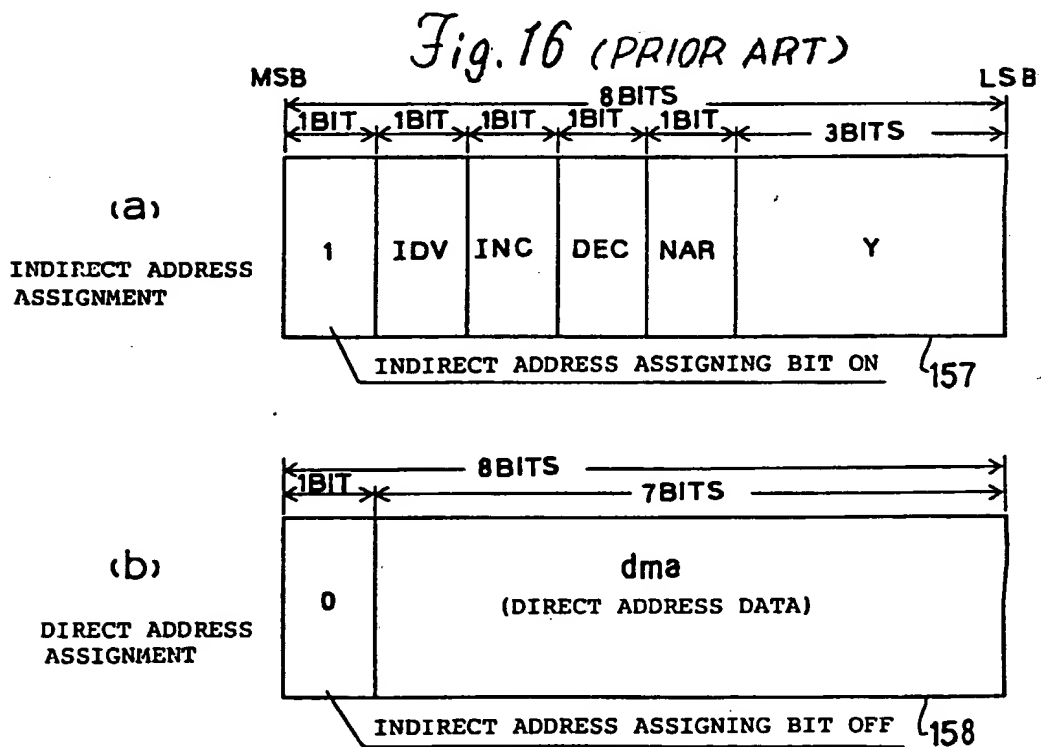 Fig. 16 (PRIOR ART)
MSB LSB
8BITS
1BIT 1BIT 1BIT 1BIT 1BIT 3BITS
(a)
INDIRECT ADDRESS
ASSIGNMENT
1 IDV INC DEC NAR Y
INDIRECT ADDRESS ASSIGNING BIT ON 157
8BITS
1BIT 7BITS
(b)
DIRECT ADDRESS
ASSIGNMENT
0 dma
(DIRECT ADDRESS DATA)
INDIRECT ADDRESS ASSIGNING BIT OFF 158